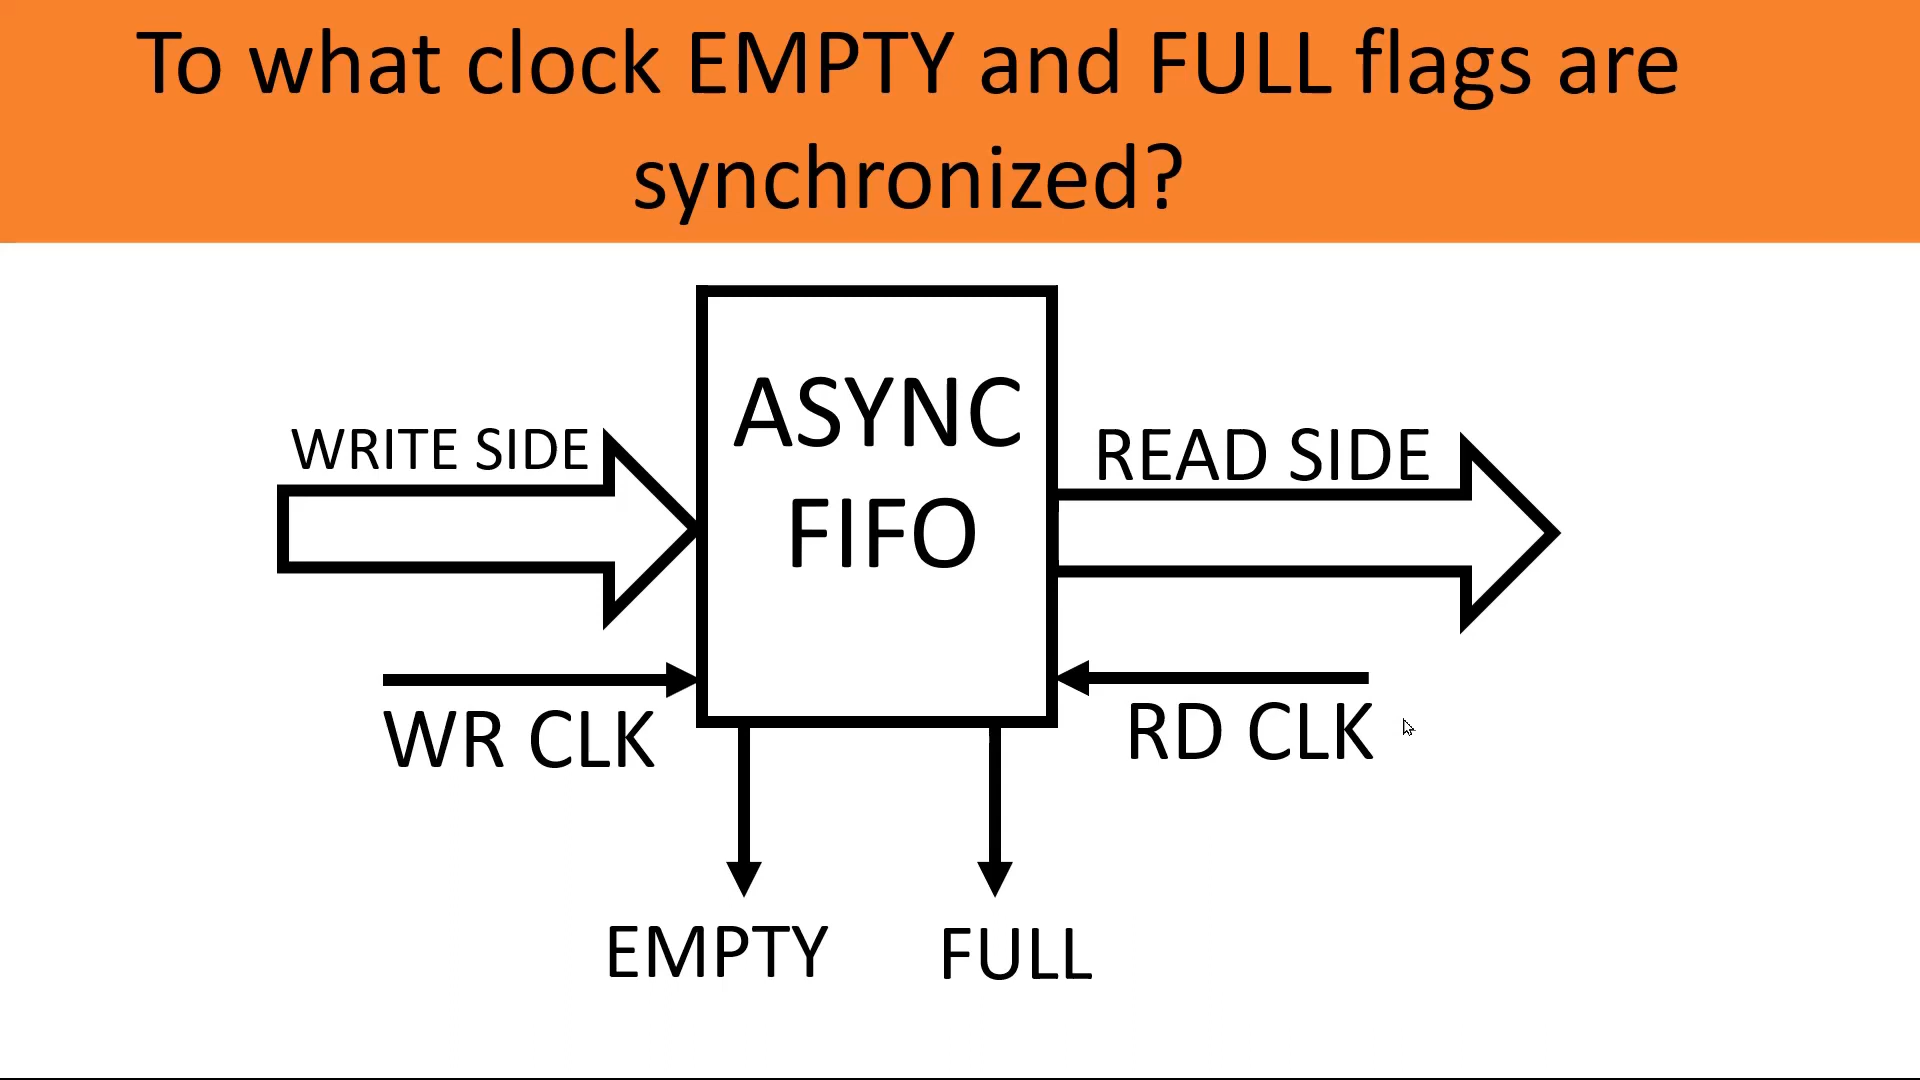 To what clock EMPTY and FULL flags are
synchronized?
ASYNC
FIFO
WRITE SIDE
READ SIDE
WR CLK
RD CLK
EMPTY
FULL